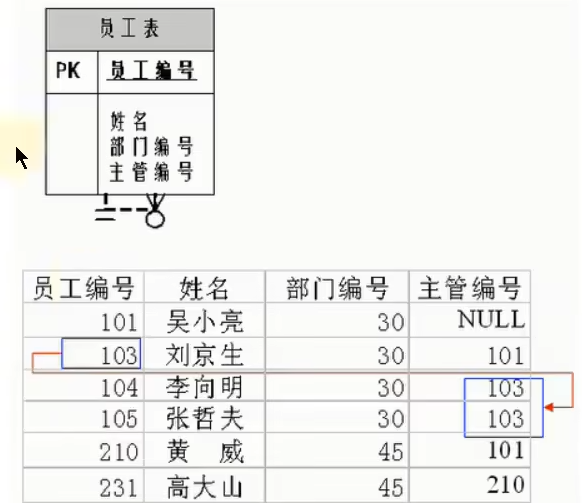 员工表
PK 员工编号
姓名
部门编号
主管编号
员工编号 姓名 部门编号 主管编号
101 吴小亮 30 NULL
103 刘京生 30 101
104 李向明 30 103
105 张哲夫 30 103
210 黄 威 45 101
231 高大山 45 210